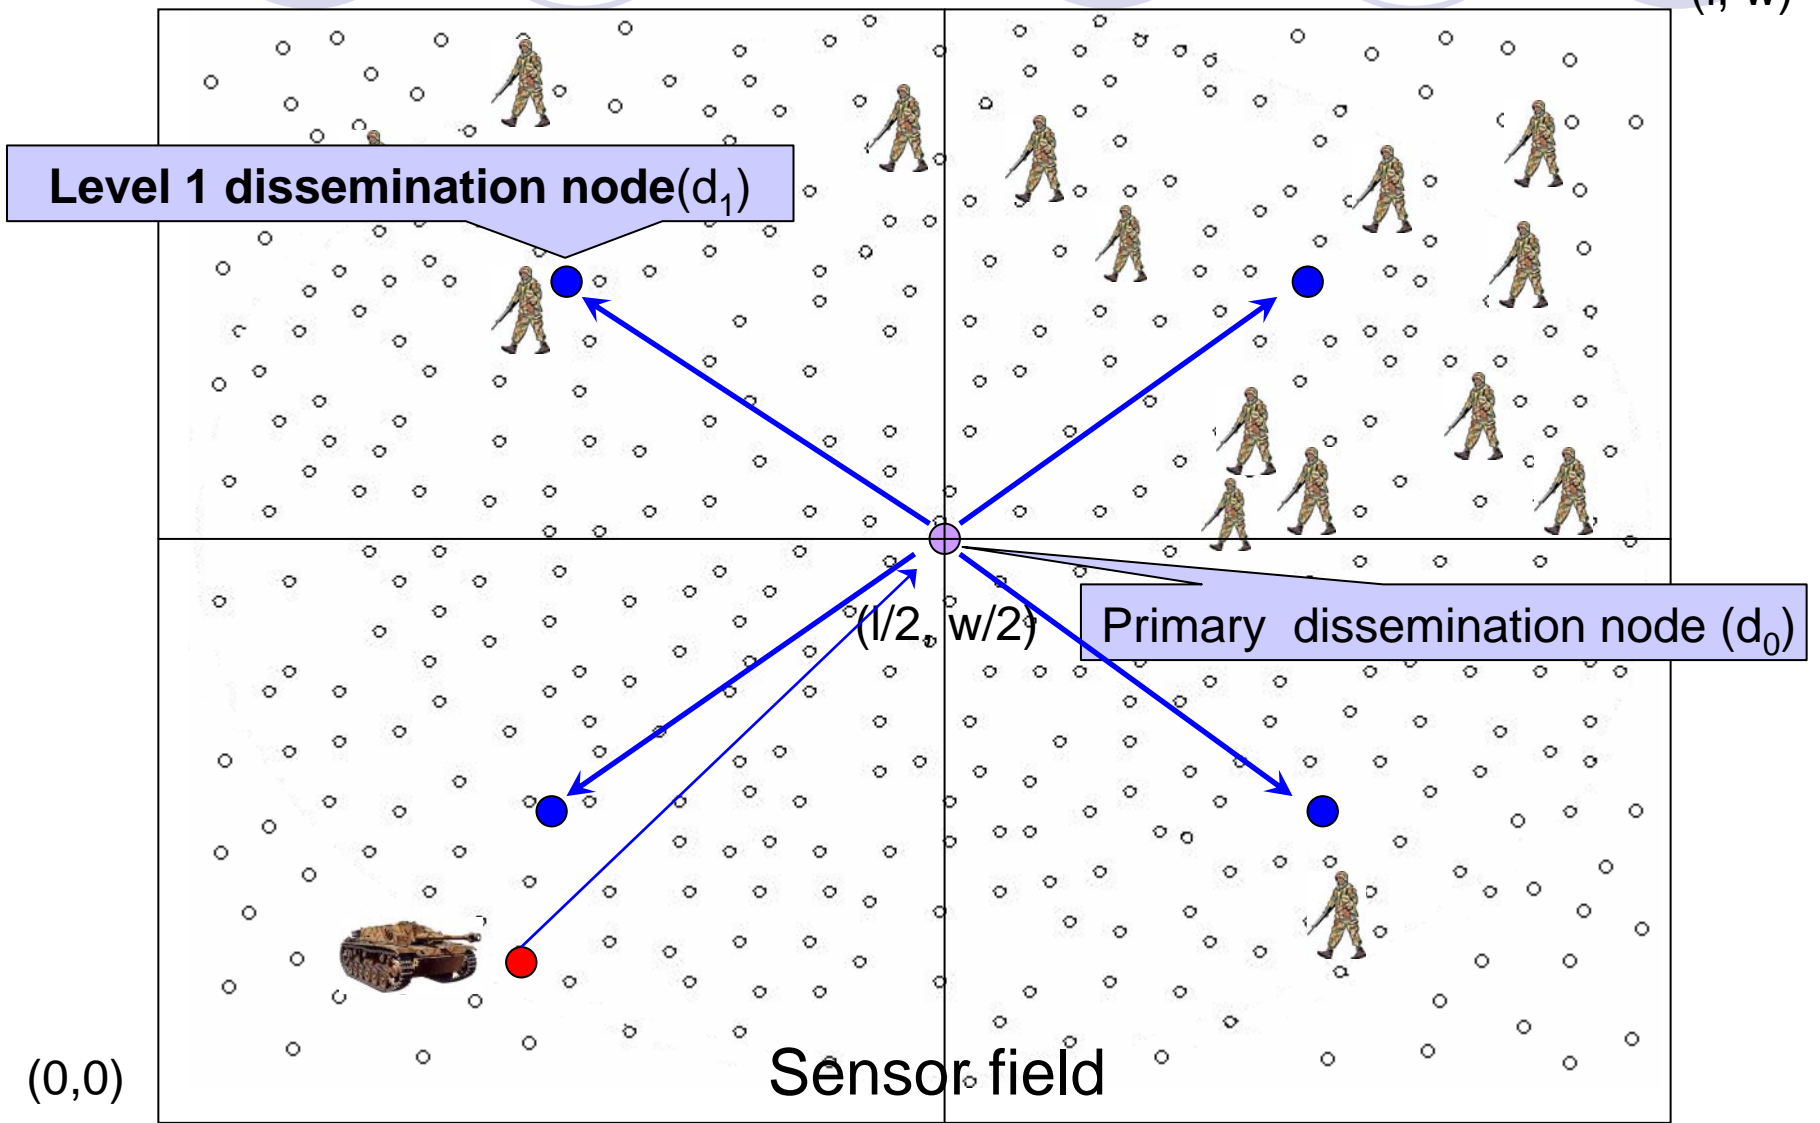 (l, w)
Level 1 dissemination node(d₁)
(l/2, w/2)
Primary dissemination node (d₀)
Sensor field
(0,0)